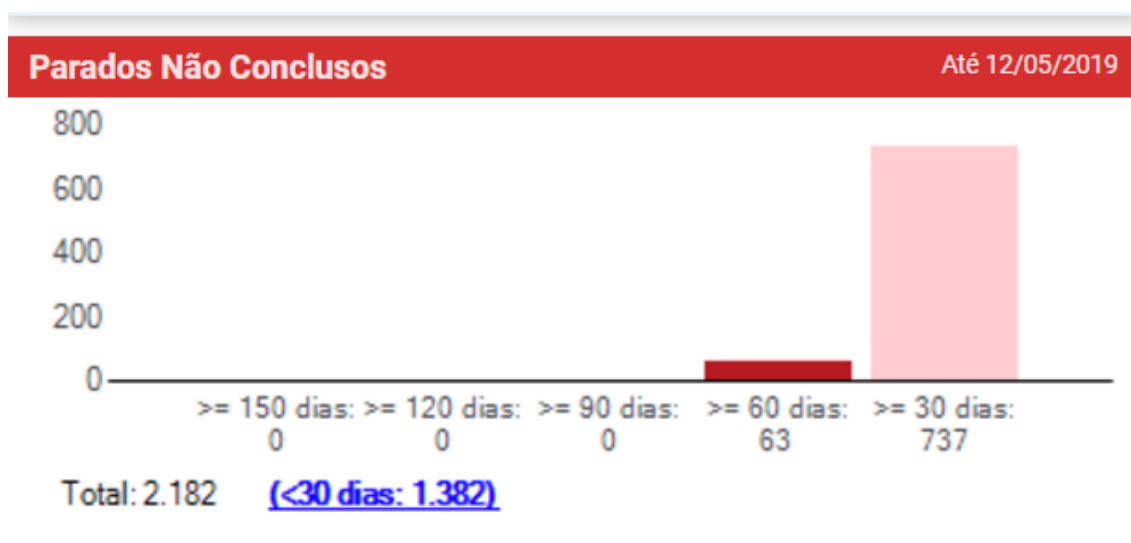 Parados Não Conclusos Até 12/05/2019
800
600
400
200
0
>= 150 dias: >= 120 dias: >= 90 dias: >= 60 dias: >= 30 dias:
0 0 0 63 737
Total: 2.182 (<30 dias: 1.382)